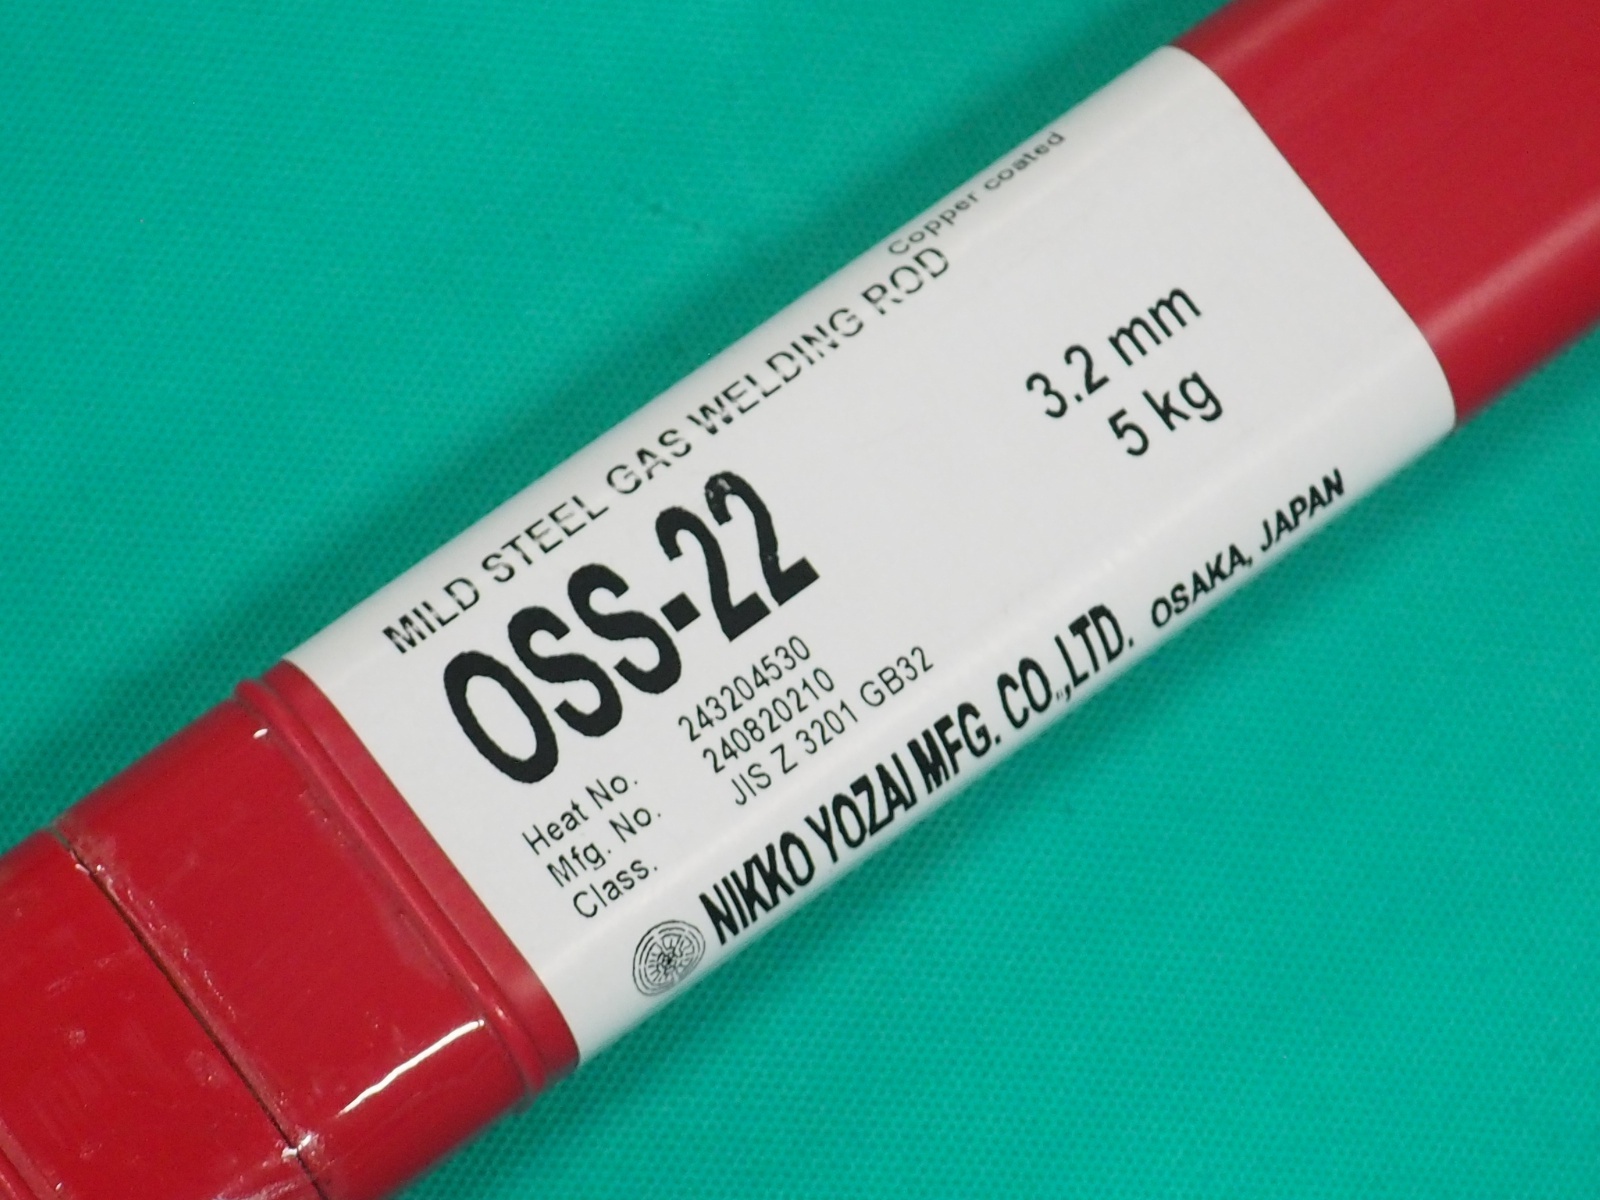 Copper coated
MILD STEEL GAS WELDING ROD
OSS-22
3.2 mm
5 kg
Heat No. 243204530
Mfg. No. 240820210
Class. JIS Z 3201 GB32
NIKKO YOZAI MFG. CO.,LTD. OSAKA, JAPAN